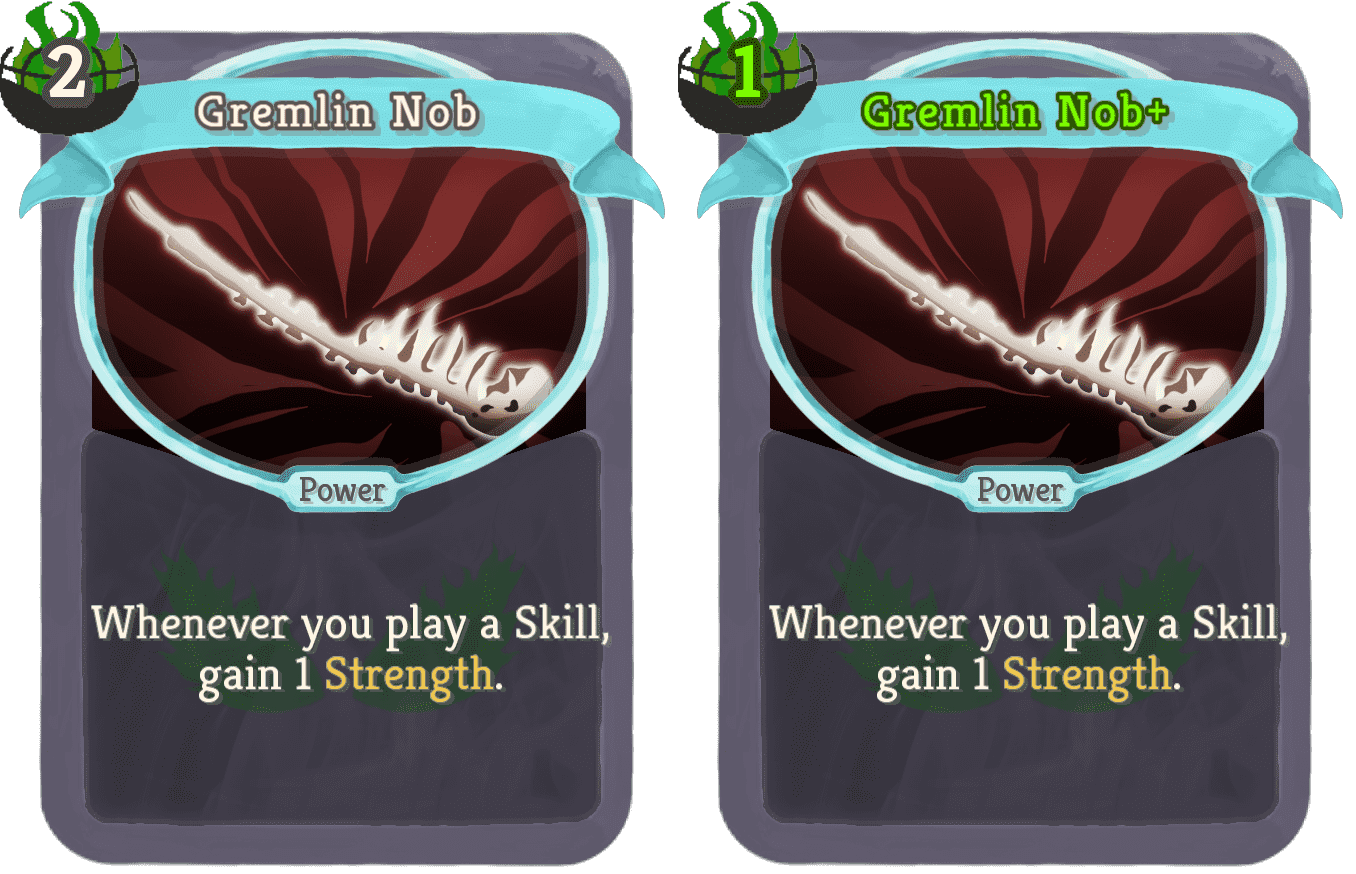 2
Gremlin Nob
Power
Whenever you play a Skill,
gain 1 Strength.
1
Gremlin Nob+
Power
Whenever you play a Skill,
gain 1 Strength.